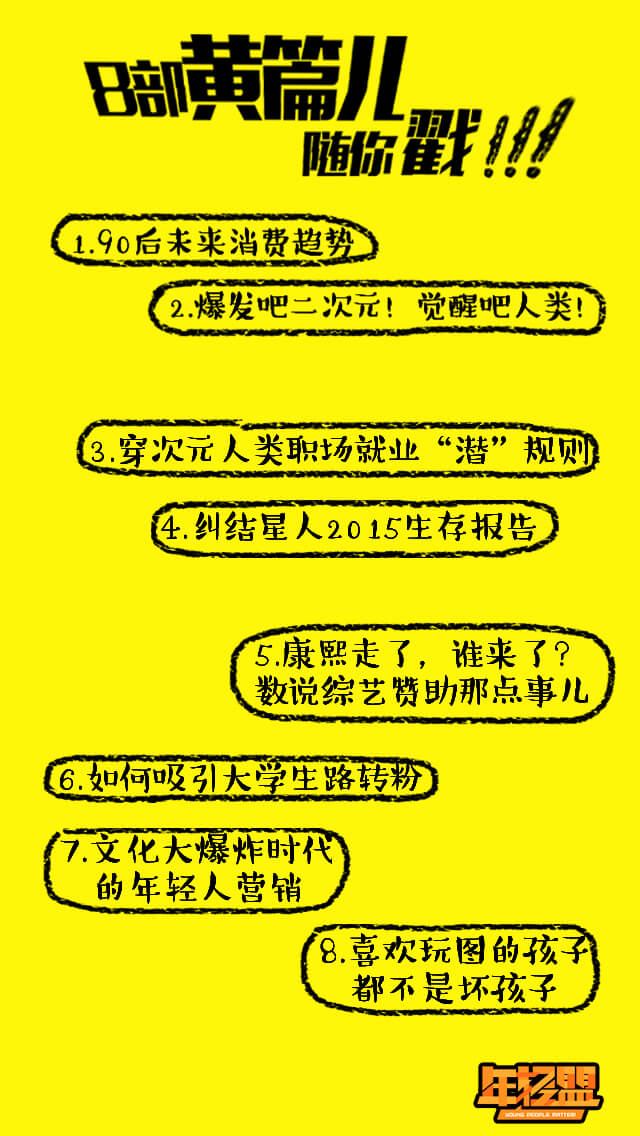 8部黄篇儿
随你戳!!!
1.90后未来消费趋势
2.爆发吧二次元！觉醒吧人类！
3.穿次元人类职场就业“潜”规则
4.纠结星人2015生存报告
5.康熙走了，谁来了？
数说综艺赞助那点事儿
6.如何吸引大学生路转粉
7.文化大爆炸时代
的年轻人营销
8.喜欢玩图的孩子
都不是坏孩子
年轻盟
YOUNG PEOPLE MATTER